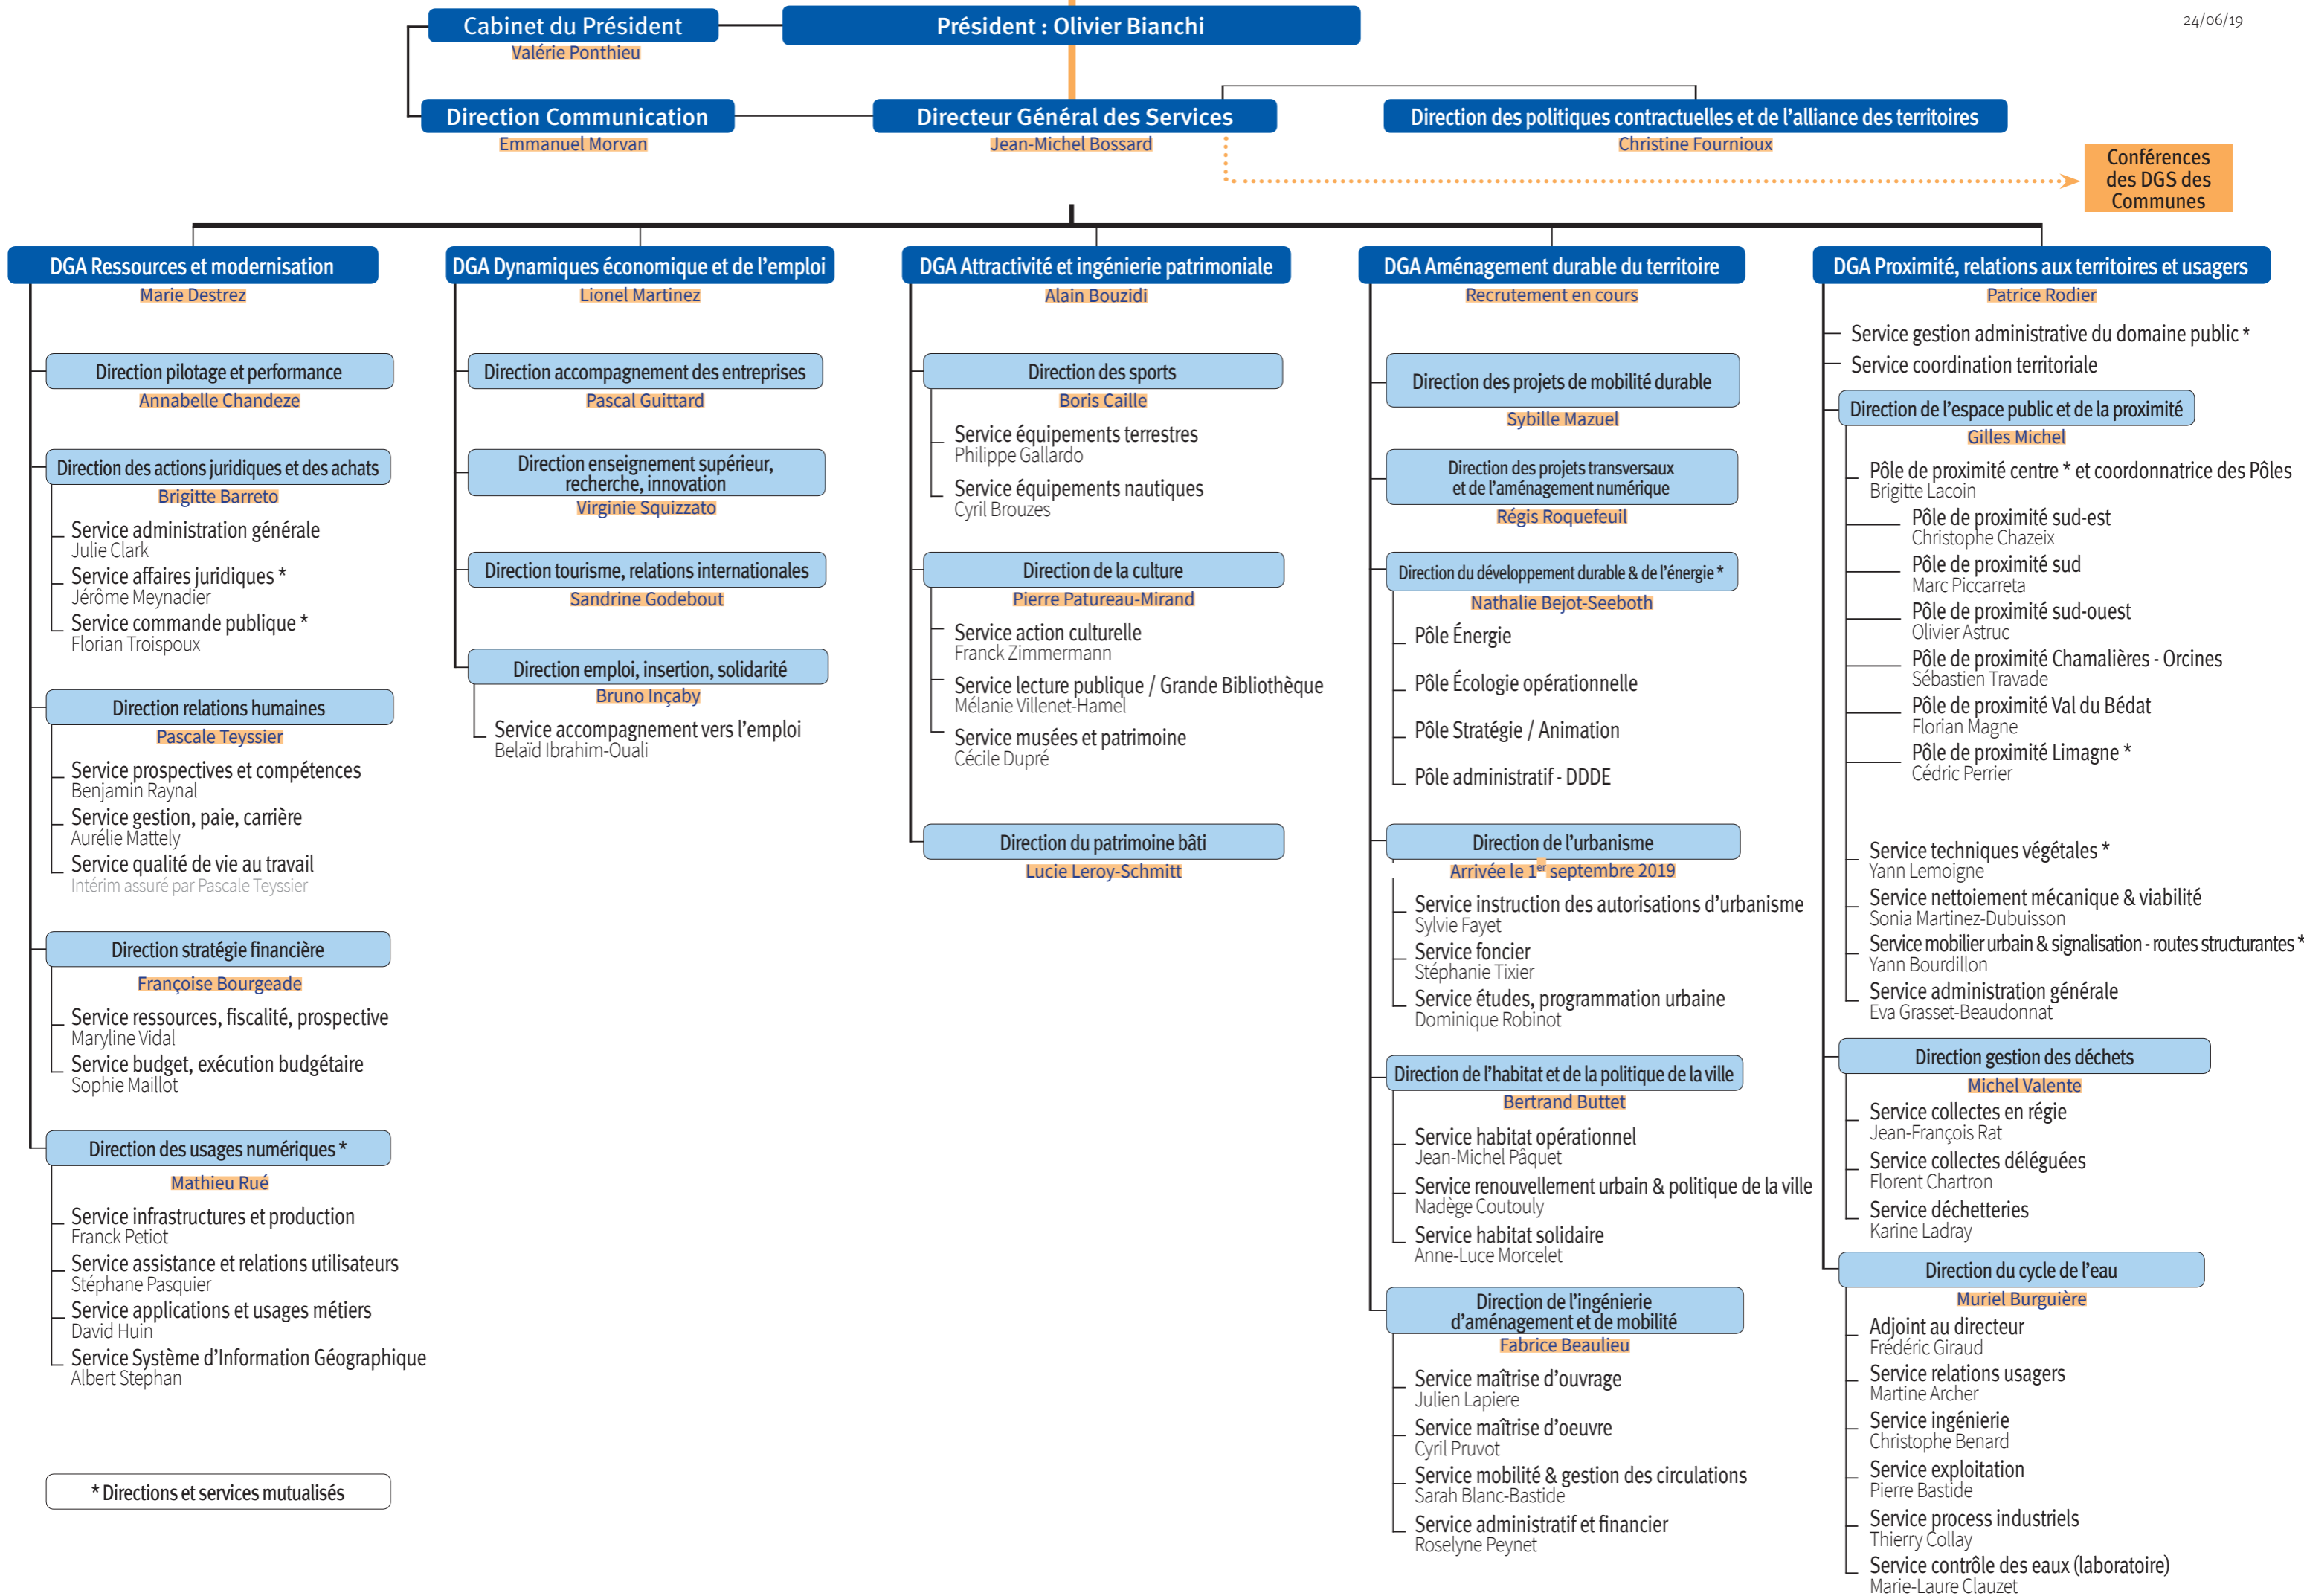 24/06/19
Cabinet du Président
Valérie Ponthieu
Président : Olivier Bianchi
Direction Communication
Emmanuel Morvan
Directeur Général des Services
Jean-Michel Bossard
Direction des politiques contractuelles et de l'alliance des territoires
Christine Fournioux
Conférences
des DGS des
Communes
DGA Ressources et modernisation
Marie Destrez
Direction pilotage et performance
Annabelle Chandeze
Direction des actions juridiques et des achats
Brigitte Barreto
Service administration générale
Julie Clark
Service affaires juridiques *
Jérôme Meynadier
Service commande publique *
Florian Troispoux
Direction relations humaines
Pascale Teyssier
Service prospectives et compétences
Benjamin Raynal
Service gestion, paie, carrière
Aurélie Mattely
Service qualité de vie au travail
Intérim assuré par Pascale Teyssier
Direction stratégie financière
Françoise Bourgeade
Service ressources, fiscalité, prospective
Maryline Vidal
Service budget, exécution budgétaire
Sophie Maillot
Direction des usages numériques *
Mathieu Rué
Service infrastructures et production
Franck Petiot
Service assistance et relations utilisateurs
Stéphane Pasquier
Service applications et usages métiers
David Huin
Service Système d'Information Géographique
Albert Stephan
* Directions et services mutualisés
DGA Dynamiques économique et de l'emploi
Lionel Martinez
Direction accompagnement des entreprises
Pascal Guittard
Direction enseignement supérieur,
recherche, innovation
Virginie Squizzato
Direction tourisme, relations internationales
Sandrine Godebout
Direction emploi, insertion, solidarité
Bruno Inçaby
Service accompagnement vers l'emploi
Belaïd Ibrahim-Ouali
DGA Attractivité et ingénierie patrimoniale
Alain Bouzidi
Direction des sports
Boris Caille
Service équipements terrestres
Philippe Gallardo
Service équipements nautiques
Cyril Brouzes
Direction de la culture
Pierre Patureau-Mirand
Service action culturelle
Franck Zimmermann
Service lecture publique / Grande Bibliothèque
Mélanie Villenet-Hamel
Service musées et patrimoine
Cécile Dupré
Direction du patrimoine bâti
Lucie Leroy-Schmitt
DGA Aménagement durable du territoire
Recrutement en cours
Direction des projets de mobilité durable
Sybille Mazuel
Direction des projets transversaux
et de l'aménagement numérique
Régis Roquefeuil
Direction du développement durable & de l'énergie *
Nathalie Bejot-Seeboth
Pôle Énergie
Pôle Écologie opérationnelle
Pôle Stratégie / Animation
Pôle administratif - DDDE
Direction de l'urbanisme
Arrivée le 1er septembre 2019
Service instruction des autorisations d'urbanisme
Sylvie Fayet
Service foncier
Stéphanie Tixier
Service études, programmation urbaine
Dominique Robinot
Direction de l'habitat et de la politique de la ville
Bertrand Buttet
Service habitat opérationnel
Jean-Michel Pâquet
Service renouvellement urbain & politique de la ville
Nadège Coutouly
Service habitat solidaire
Anne-Luce Morcelet
Direction de l'ingénierie
d'aménagement et de mobilité
Fabrice Beaulieu
Service maîtrise d'ouvrage
Julien Lapiere
Service maîtrise d'oeuvre
Cyril Pruvot
Service mobilité & gestion des circulations
Sarah Blanc-Bastide
Service administratif et financier
Roselyne Peynet
DGA Proximité, relations aux territoires et usagers
Patrice Rodier
Service gestion administrative du domaine public *
Service coordination territoriale
Direction de l'espace public et de la proximité
Gilles Michel
Pôle de proximité centre * et coordonnatrice des Pôles
Brigitte Lacoin
Pôle de proximité sud-est
Christophe Chazeix
Pôle de proximité sud
Marc Piccarreta
Pôle de proximité sud-ouest
Olivier Astruc
Pôle de proximité Chamalières - Orcines
Sébastien Travade
Pôle de proximité Val du Bédat
Florian Magne
Pôle de proximité Limagne *
Cédric Perrier
Service techniques végétales *
Yann Lemoigne
Service nettoiement mécanique & viabilité
Sonia Martinez-Dubuisson
Service mobilier urbain & signalisation - routes structurantes *
Yann Bourdillon
Service administration générale
Eva Grasset-Beaudonnat
Direction gestion des déchets
Michel Valente
Service collectes en régie
Jean-François Rat
Service collectes déléguées
Florent Chartron
Service déchetteries
Karine Ladray
Direction du cycle de l'eau
Muriel Burguière
Adjoint au directeur
Frédéric Giraud
Service relations usagers
Martine Archer
Service ingénierie
Christophe Benard
Service exploitation
Pierre Bastide
Service process industriels
Thierry Collay
Service contrôle des eaux (laboratoire)
Marie-Laure Clauzet